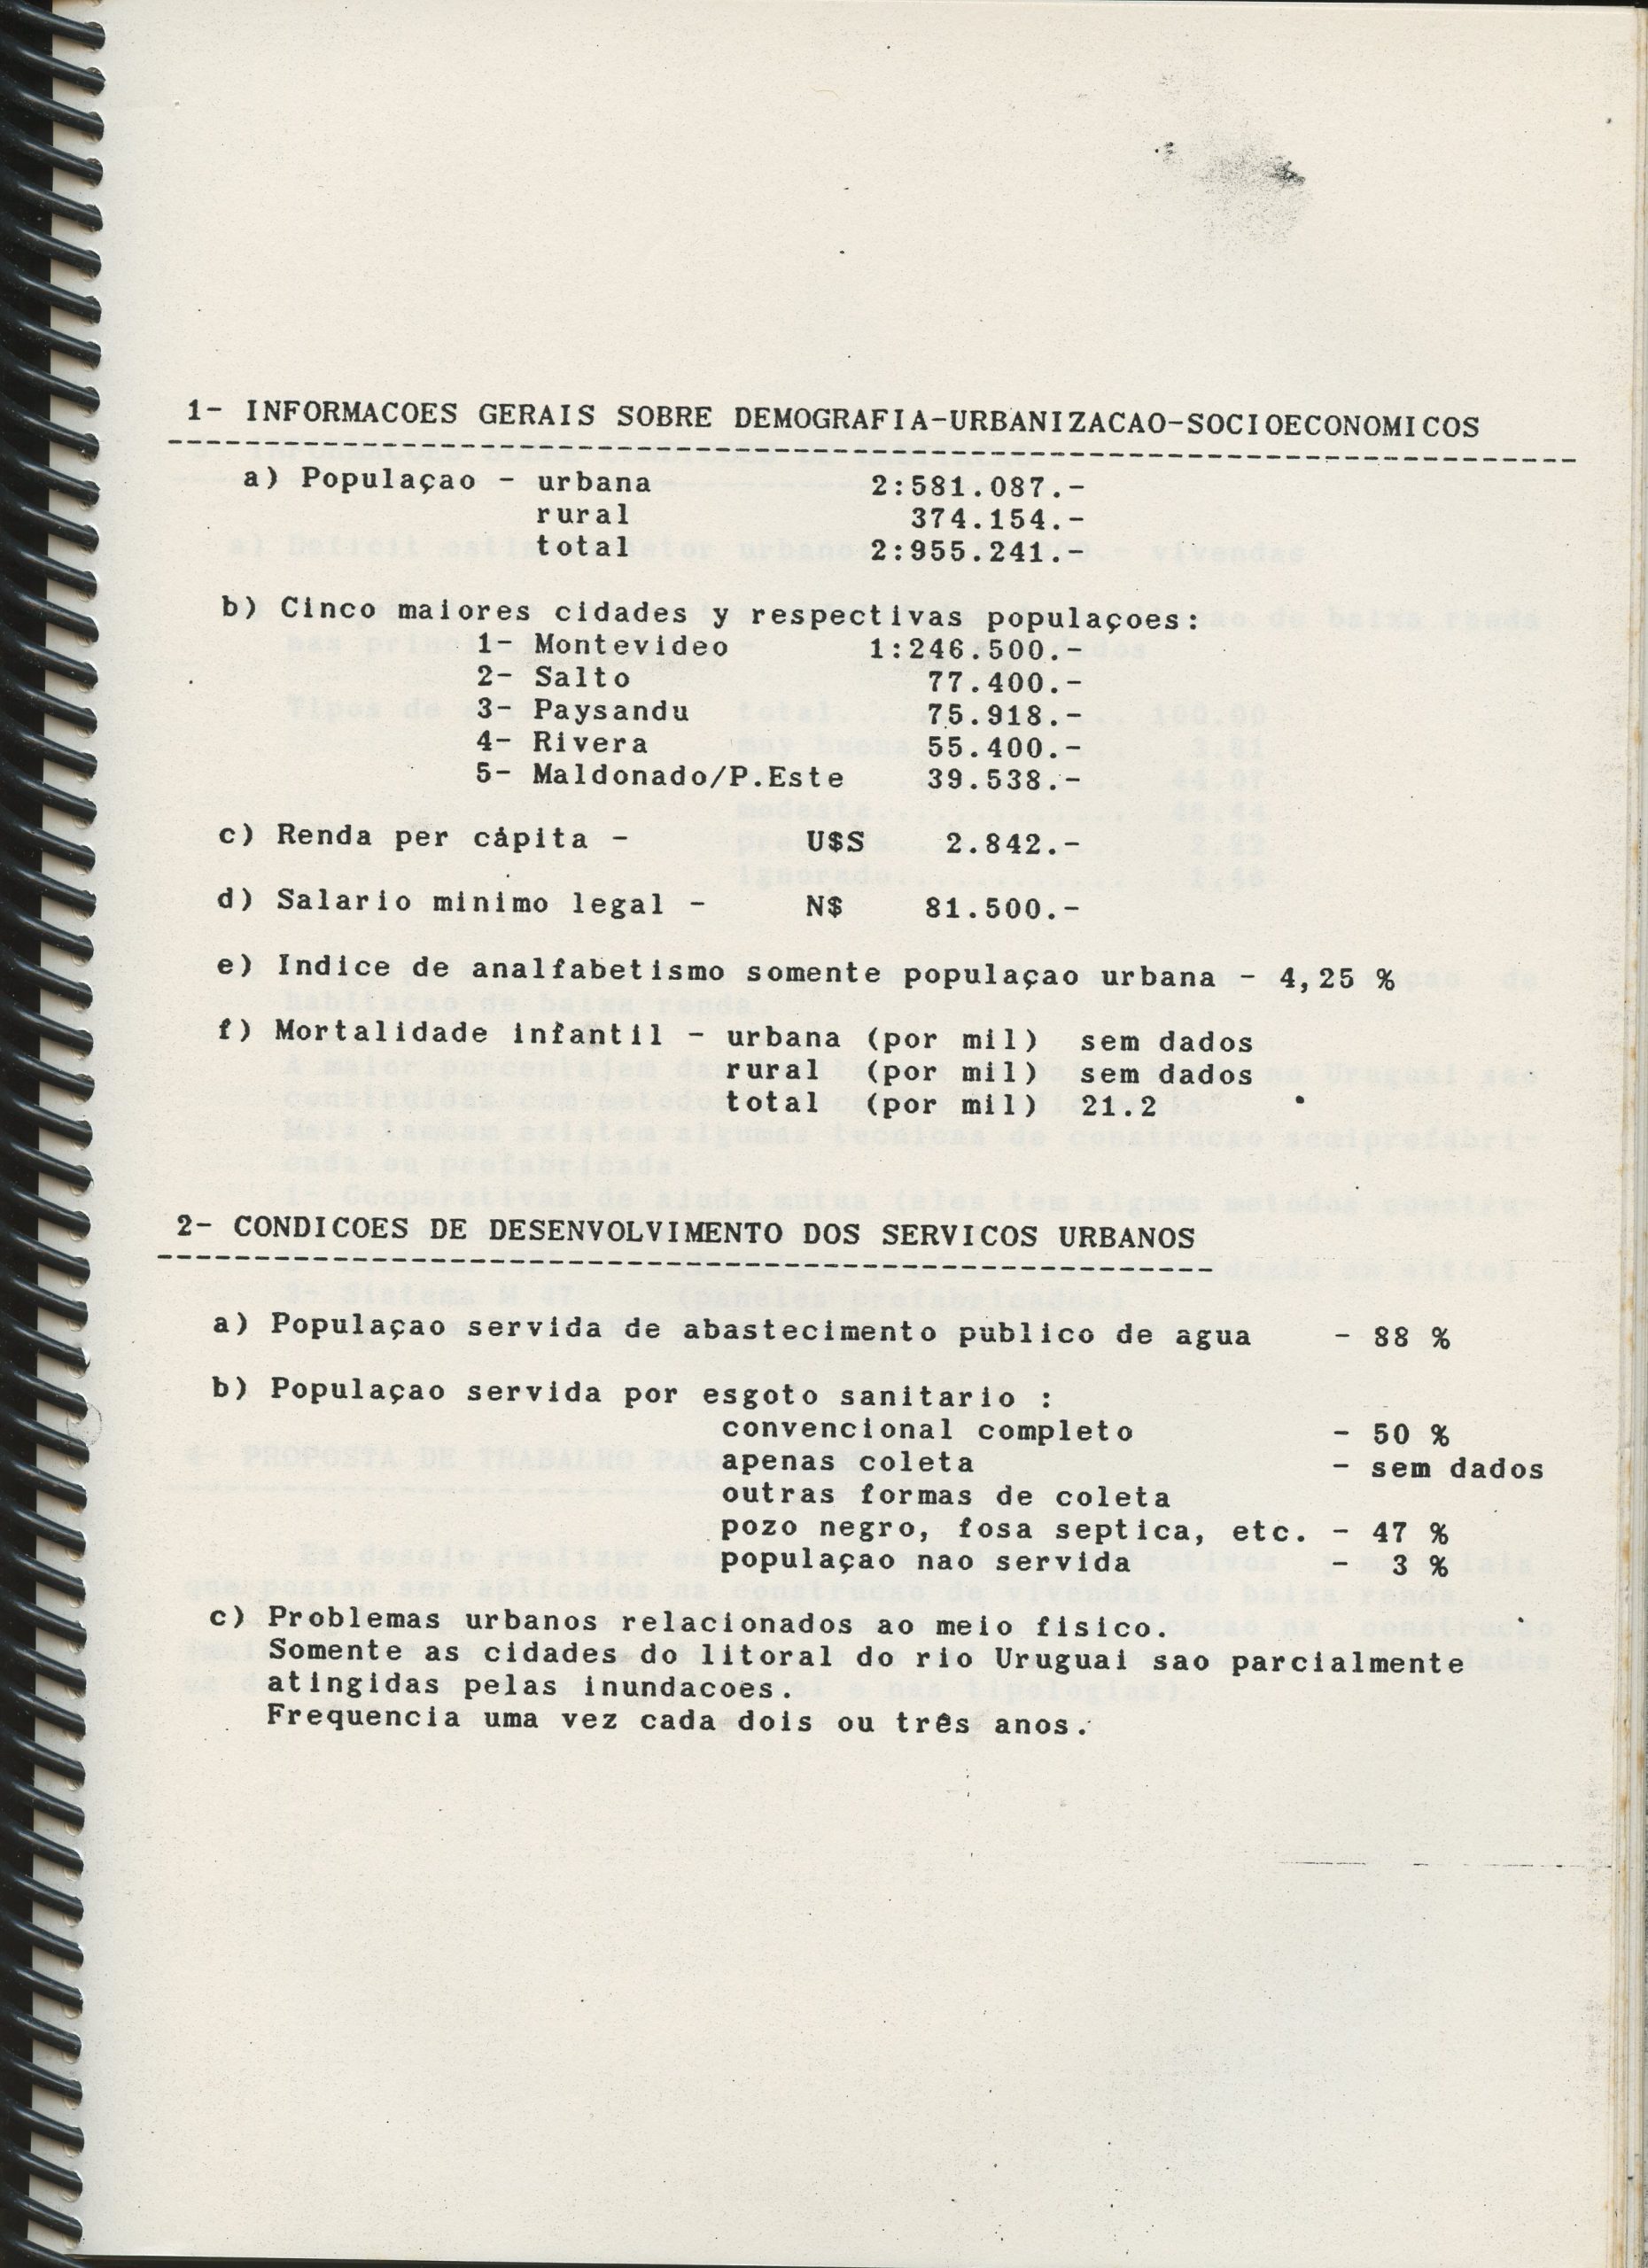 1- INFORMACOES GERAIS SOBRE DEMOGRAFIA-URBANIZACAO-SOCIOECONOMICOS
a) Populaçao - urbana 2:581.087.-
rural 374.154.-
total 2:955.241.-
b) Cinco maiores cidades y respectivas populaçoes:
1- Montevideo 1:246.500.-
2- Salto 77.400.-
3- Paysandu 75.918.-
4- Rivera 55.400.-
5- Maldonado/P.Este 39.538.-
c) Renda per cápita - U$S 2.842.-
d) Salario minimo legal - N$ 81.500.-
e) Indice de analfabetismo somente populaçao urbana - 4,25 %
f) Mortalidade infantil - urbana (por mil) sem dados
rural (por mil) sem dados
total (por mil) 21.2
2- CONDICOES DE DESENVOLVIMENTO DOS SERVICOS URBANOS
a) Populaçao servida de abastecimento publico de agua - 88 %
b) Populaçao servida por esgoto sanitario :
convencional completo - 50 %
apenas coleta - sem dados
outras formas de coleta
pozo negro, fosa septica, etc. - 47 %
populaçao nao servida - 3 %
c) Problemas urbanos relacionados ao meio fisico.
Somente as cidades do litoral do rio Uruguai sao parcialmente
atingidas pelas inundacoes.
Frequencia uma vez cada dois ou três anos.